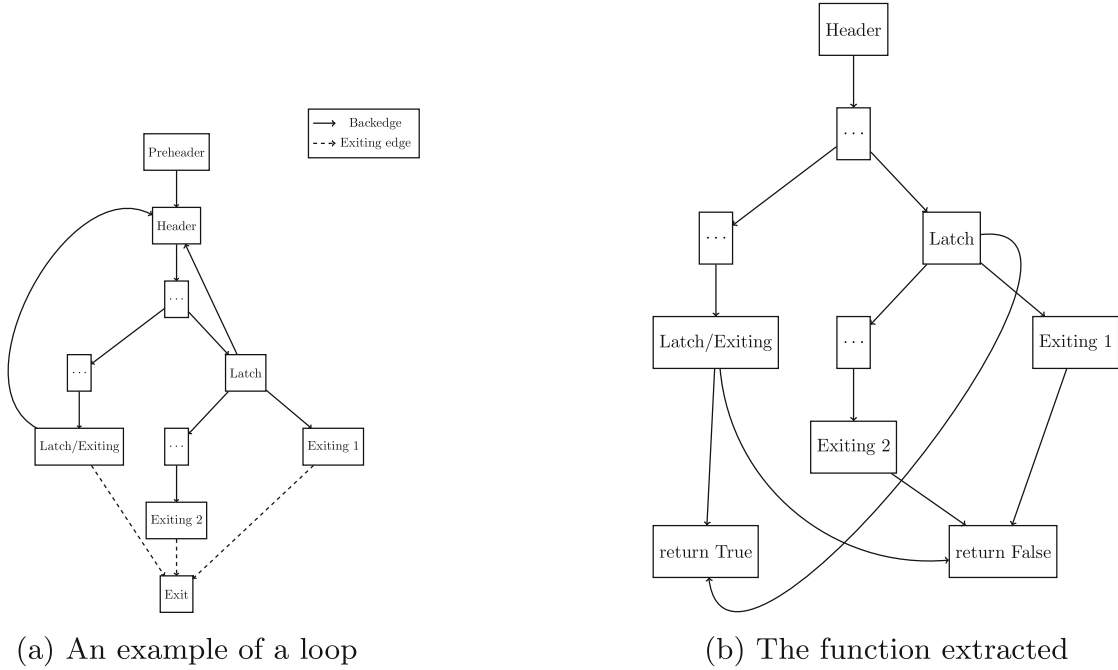 Backedge
Exiting edge
Preheader
Header
...
...
Latch
Latch/Exiting
...
Exiting 1
Exiting 2
Exit
(a) An example of a loop
Header
...
...
Latch
Latch/Exiting
...
Exiting 1
Exiting 2
return True
return False
(b) The function extracted